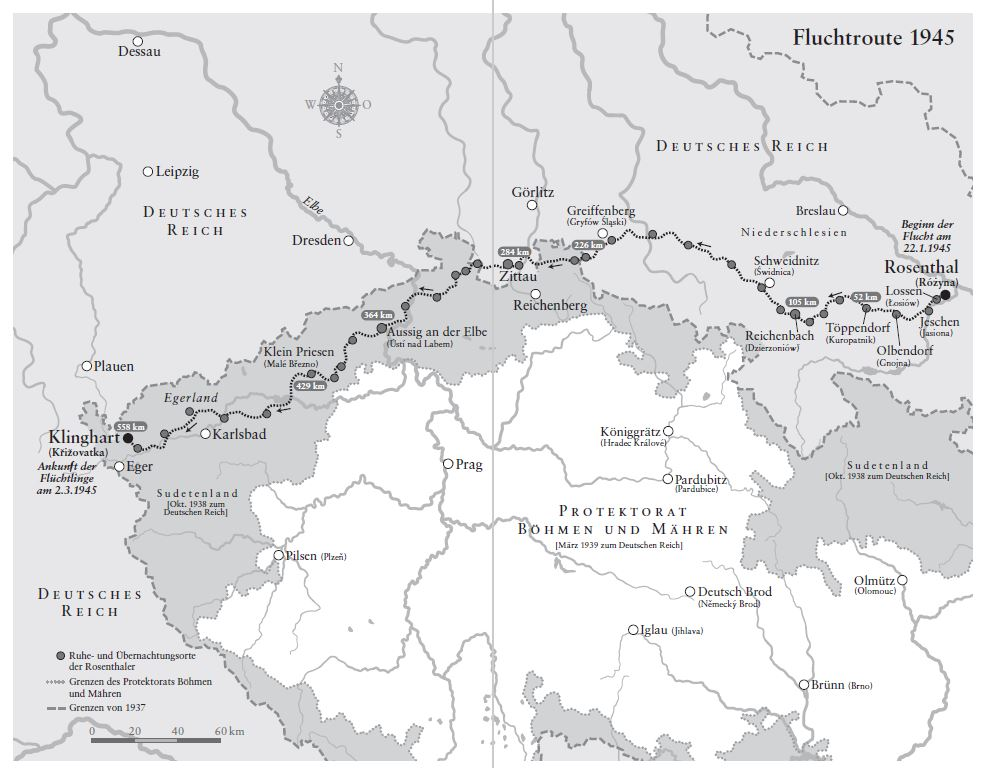 Fluchtroute 1945
Dessau
N
W
O
S
Leipzig
DEUTSCHES
REICH
Elbe
Dresden
DEUTSCHES REICH
Görlitz
Greiffenberg
(Gryfów Śląski)
226 km
284 km
Zittau
Reichenberg
Breslau
Niederschlesien
Beginn der
Flucht am
22.1.1945
Rosenthal
(Różyna)
Schweidnitz
(Świdnica)
Lossen
(Łosiów)
105 km
52 km
Jeschen
(Jasiona)
Reichenbach
(Dzierzoniów)
Töppendorf
(Kuropatnik)
Olbendorf
(Gnojna)
364 km
Aussig an der Elbe
(Ústí nad Labem)
Klein Priesen
(Malé Březno)
429 km
Plauen
Egerland
558 km
Klinghart
(Křižovatka)
Ankunft der
Flüchtlinge
am 2.3.1945
Karlsbad
Eger
Sudetenland
[Okt. 1938 zum
Deutschen Reich]
Prag
Königgrätz
(Hradec Králové)
Pardubitz
(Pardubice)
Sudetenland
[Okt. 1938 zum Deutschen Reich]
PROTEKTORAT
BÖHMEN UND MÄHREN
[März 1939 zum Deutschen Reich]
Pilsen (Plzeň)
Deutsch Brod
(Německý Brod)
Olmütz
(Olomouc)
Iglau (Jihlava)
Brünn (Brno)
DEUTSCHES
REICH
Ruhe- und Übernachtungsorte
der Rosenthaler
Grenzen des Protektorats Böhmen
und Mähren
Grenzen von 1937
0 20 40 60 km